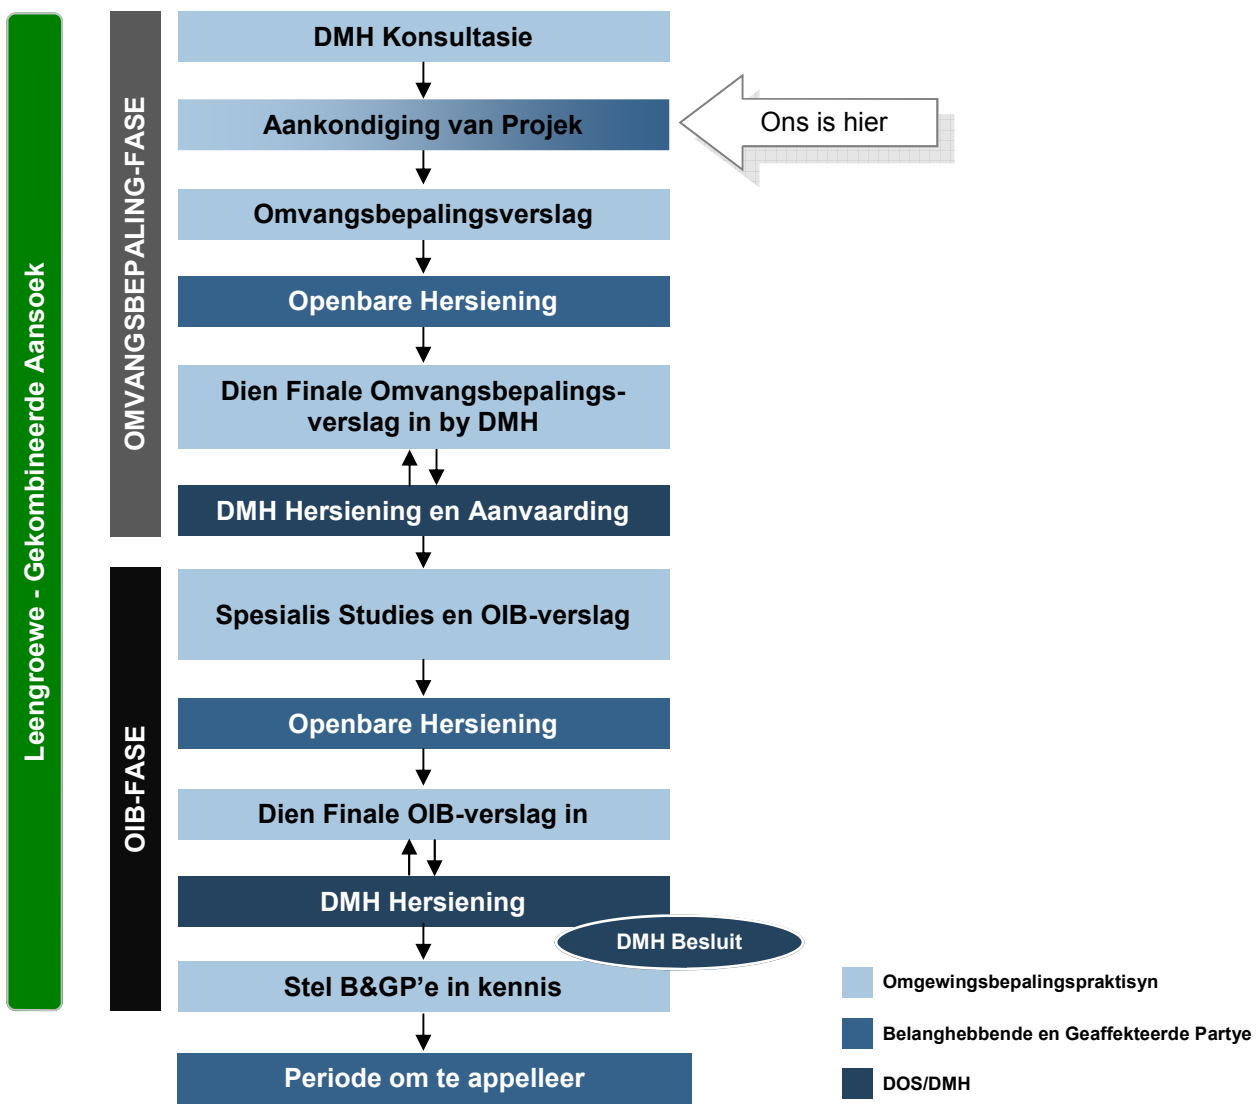 Leengroewe - Gekombineerde Aansoek
OMVANGSBEPALING-FASE
DMH Konsultasie
Aankondiging van Projek
Ons is hier
Omvangsbepalingsverslag
Openbare Hersiening
Dien Finale Omvangsbepalings-
verslag in by DMH
DMH Hersiening en Aanvaarding
OIB-FASE
Spesialis Studies en OIB-verslag
Openbare Hersiening
Dien Finale OIB-verslag in
DMH Hersiening
DMH Besluit
Stel B&GP’e in kennis
Periode om te appelleer
Omgewingsbepalingspraktisyn
Belanghebbende en Geaffekteerde Partye
DOS/DMH